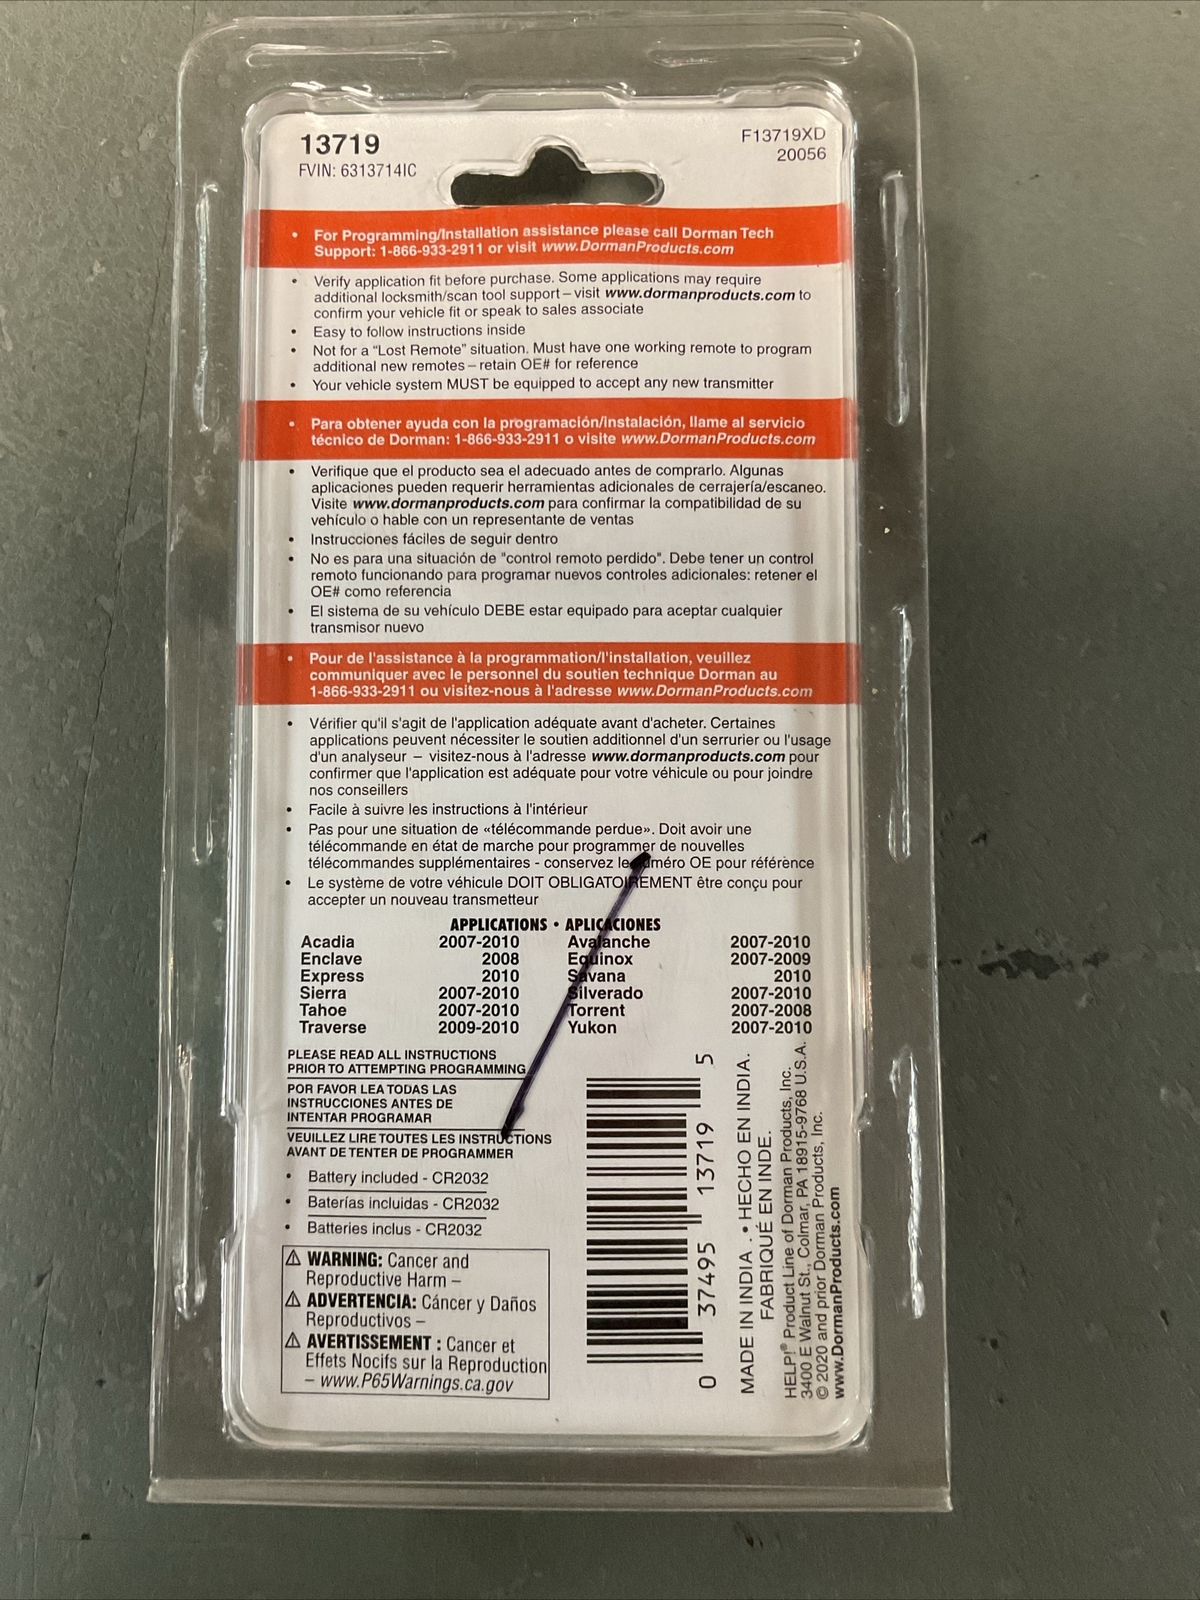 13719
FVIN: 6313714IC
F13719XD
20056
• For Programming/Installation assistance please call Dorman Tech
Support: 1-866-933-2911 or visit www.DormanProducts.com
• Verify application fit before purchase. Some applications may require
additional locksmith/scan tool support – visit www.dormanproducts.com to
confirm your vehicle fit or speak to sales associate
• Easy to follow instructions inside
• Not for a “Lost Remote” situation. Must have one working remote to program
additional new remotes – retain OE# for reference
• Your vehicle system MUST be equipped to accept any new transmitter
• Para obtener ayuda con la programación/instalación, llame al servicio
técnico de Dorman: 1-866-933-2911 o visite www.DormanProducts.com
• Verifique que el producto sea el adecuado antes de comprarlo. Algunas
aplicaciones pueden requerir herramientas adicionales de cerrajería/escaneo.
Visite www.dormanproducts.com para confirmar la compatibilidad de su
vehículo o hable con un representante de ventas
• Instrucciones fáciles de seguir dentro
• No es para una situación de "control remoto perdido". Debe tener un control
remoto funcionando para programar nuevos controles adicionales: retener el
OE# como referencia
• El sistema de su vehículo DEBE estar equipado para aceptar cualquier
transmisor nuevo
• Pour de l'assistance à la programmation/l'installation, veuillez
communiquer avec le personnel du soutien technique Dorman au
1-866-933-2911 ou visitez-nous à l'adresse www.DormanProducts.com
• Vérifier qu'il s'agit de l'application adéquate avant d'acheter. Certaines
applications peuvent nécessiter le soutien additionnel d'un serrurier ou l'usage
d'un analyseur – visitez-nous à l'adresse www.dormanproducts.com pour
confirmer que l'application est adéquate pour votre véhicule ou pour joindre
nos conseillers
• Facile à suivre les instructions à l'intérieur
• Pas pour une situation de «télécommande perdue». Doit avoir une
télécommande en état de marche pour programmer de nouvelles
télécommandes supplémentaires - conservez le numéro OE pour référence
• Le système de votre véhicule DOIT OBLIGATOIREMENT être conçu pour
accepter un nouveau transmetteur
APPLICATIONS • APLICACIONES
Acadia 2007-2010 Avalanche 2007-2010
Enclave 2008 Equinox 2007-2009
Express 2010 Savana 2010
Sierra 2007-2010 Silverado 2007-2010
Tahoe 2007-2010 Torrent 2007-2008
Traverse 2009-2010 Yukon 2007-2010
PLEASE READ ALL INSTRUCTIONS
PRIOR TO ATTEMPTING PROGRAMMING
POR FAVOR LEA TODAS LAS
INSTRUCCIONES ANTES DE
INTENTAR PROGRAMAR
VEUILLEZ LIRE TOUTES LES INSTRUCTIONS
AVANT DE TENTER DE PROGRAMMER
• Battery included - CR2032
• Baterías incluidas - CR2032
• Batteries inclus - CR2032
⚠ WARNING: Cancer and
Reproductive Harm –
⚠ ADVERTENCIA: Cáncer y Daños
Reproductivos –
⚠ AVERTISSEMENT : Cancer et
Effets Nocifs sur la Reproduction
– www.P65Warnings.ca.gov
0 37495 13719 5
MADE IN INDIA . • HECHO EN INDIA.
FABRIQUÉ EN INDE.
HELP!® Product Line of Dorman Products, Inc.
3400 E Walnut St., Colmar, PA 18915-9768 U.S.A.
© 2020 and prior Dorman Products, Inc.
www.DormanProducts.com